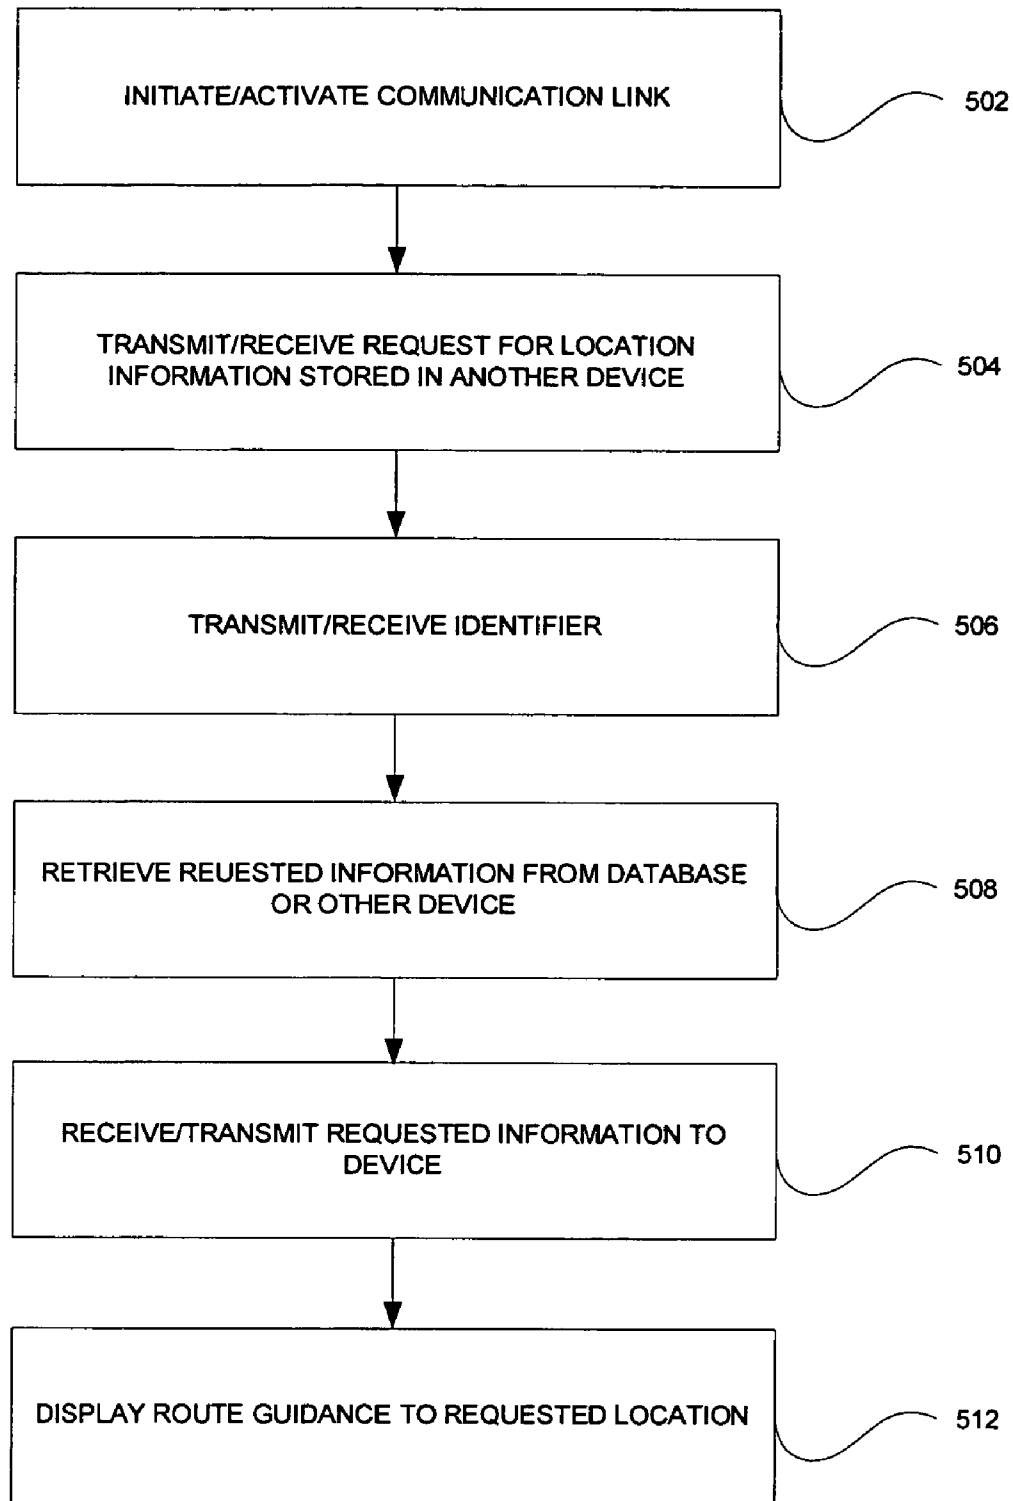 INITIATE/ACTIVATE COMMUNICATION LINK
502
TRANSMIT/RECEIVE REQUEST FOR LOCATION
INFORMATION STORED IN ANOTHER DEVICE
504
TRANSMIT/RECEIVE IDENTIFIER
506
RETRIEVE REUESTED INFORMATION FROM DATABASE
OR OTHER DEVICE
508
RECEIVE/TRANSMIT REQUESTED INFORMATION TO
DEVICE
510
DISPLAY ROUTE GUIDANCE TO REQUESTED LOCATION
512